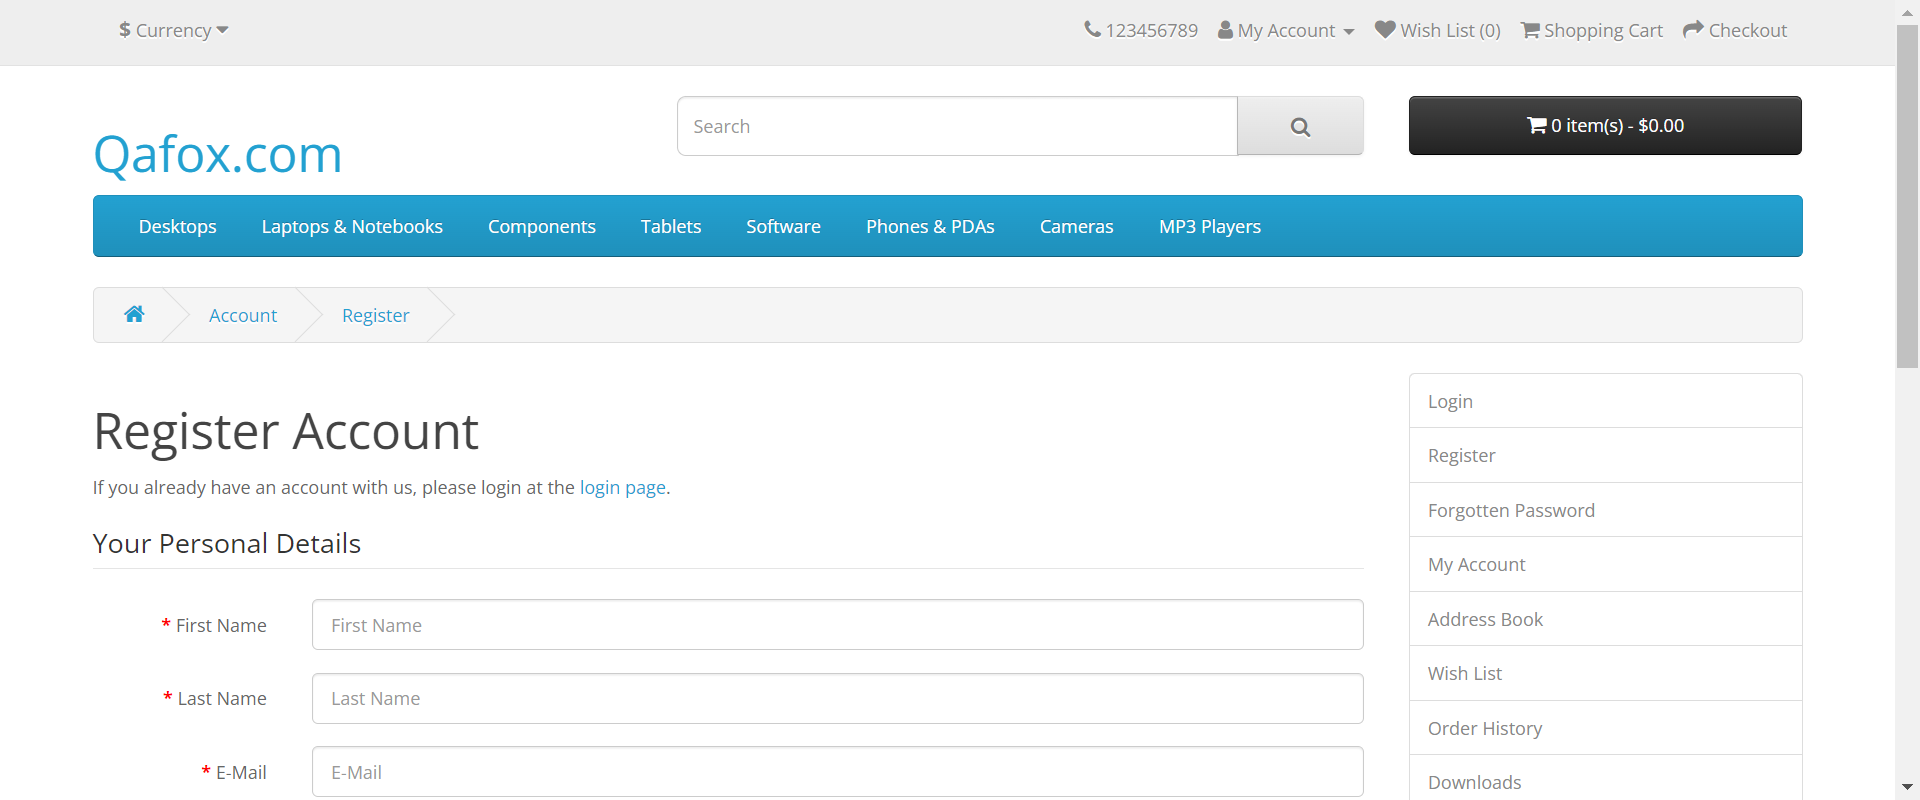 $ Currency 123456789 My Account Wish List (0) Shopping Cart Checkout
Qafox.com
Search
0 item(s) - $0.00
Desktops Laptops & Notebooks Components Tablets Software Phones & PDAs Cameras MP3 Players
Account Register
Register Account
If you already have an account with us, please login at the login page.
Your Personal Details
* First Name First Name
* Last Name Last Name
* E-Mail E-Mail
Login
Register
Forgotten Password
My Account
Address Book
Wish List
Order History
Downloads